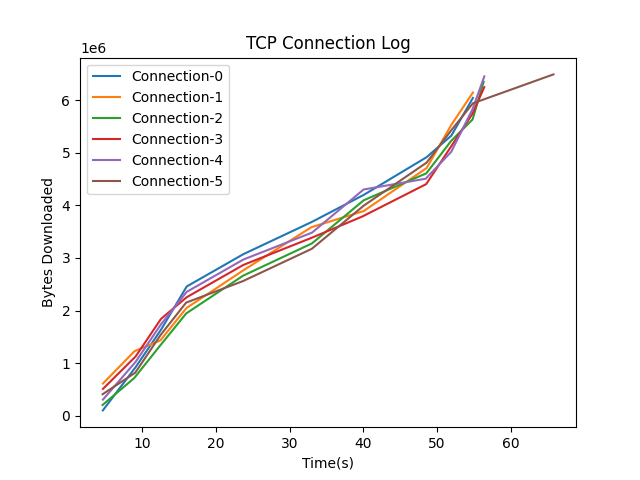 TCP Connection Log
1e6
Connection-0
Connection-1
Connection-2
Connection-3
Connection-4
Connection-5
Bytes Downloaded
6
5
4
3
2
1
0
10 20 30 40 50 60
Time(s)